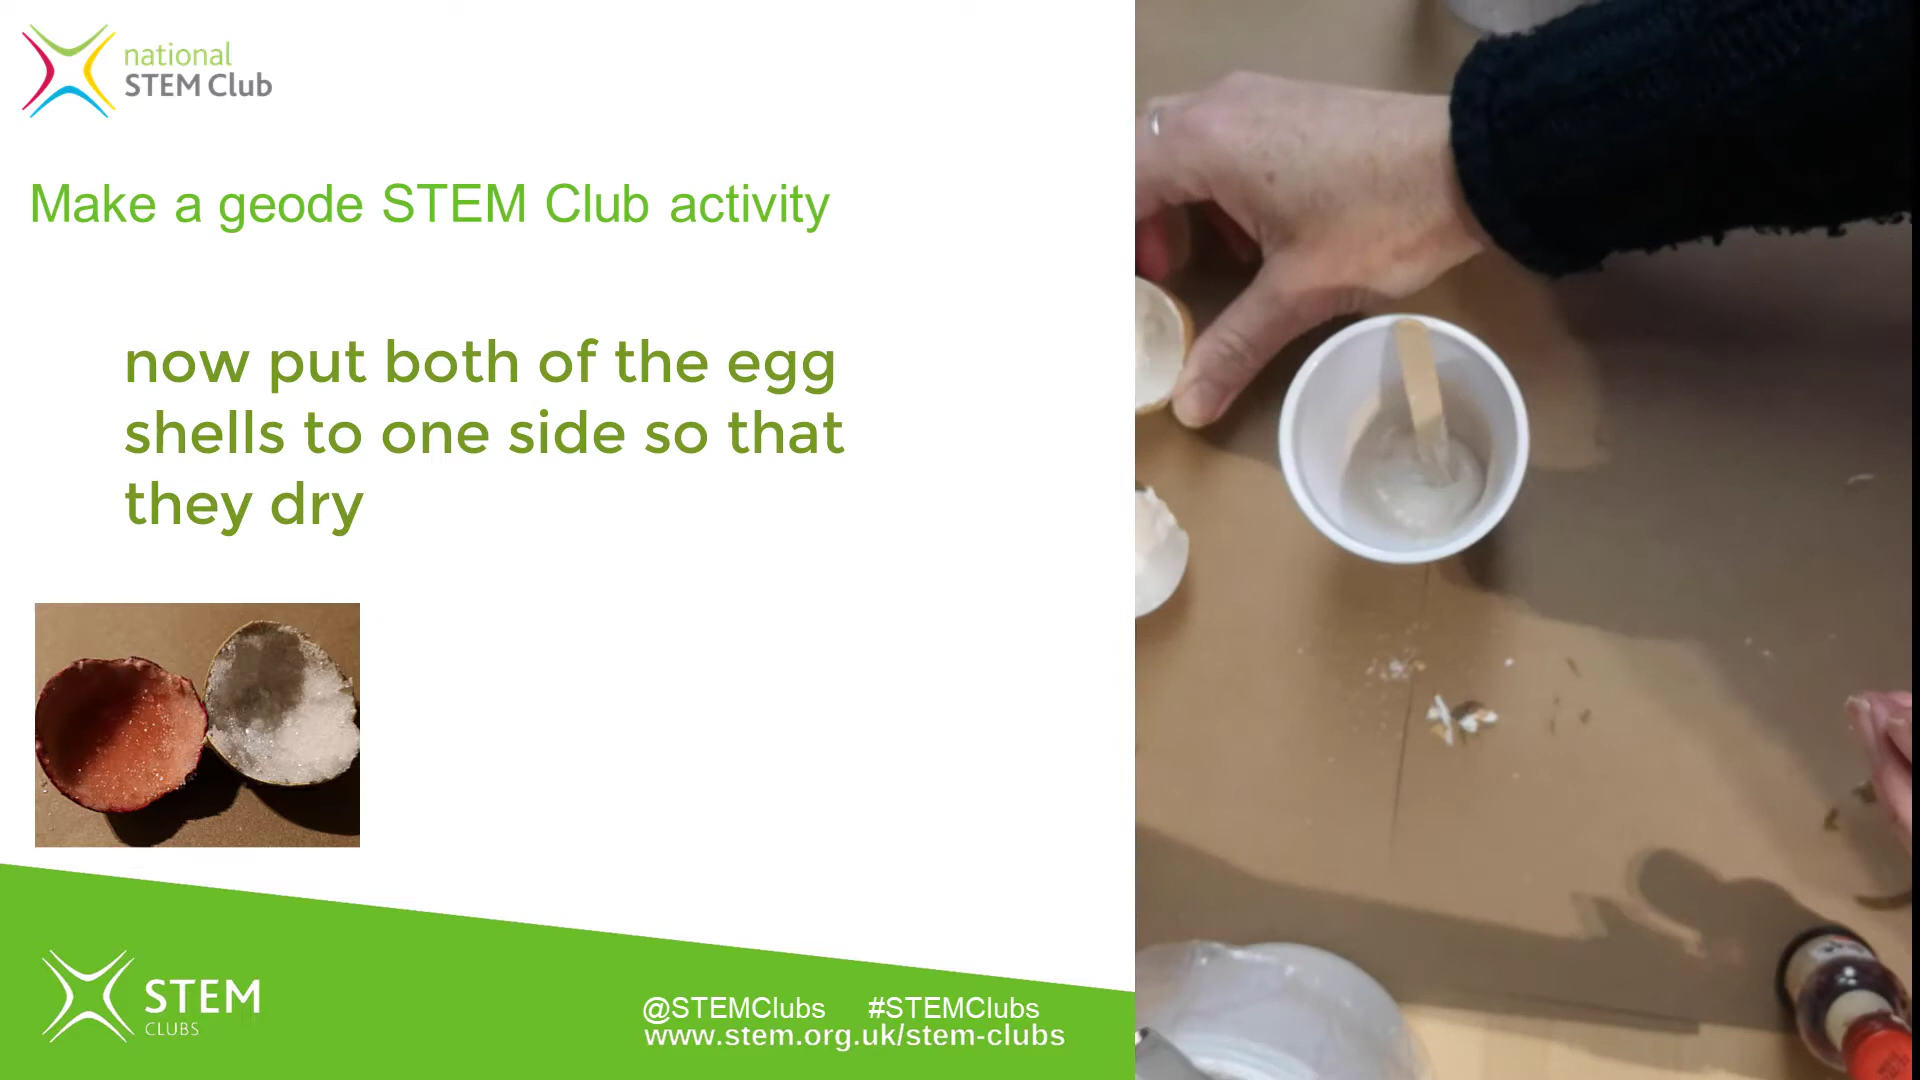 national
STEM Club
Make a geode STEM Club activity
now put both of the egg
shells to one side so that
they dry
STEM
CLUBS
@STEMClubs #STEMClubs
www.stem.org.uk/stem-clubs